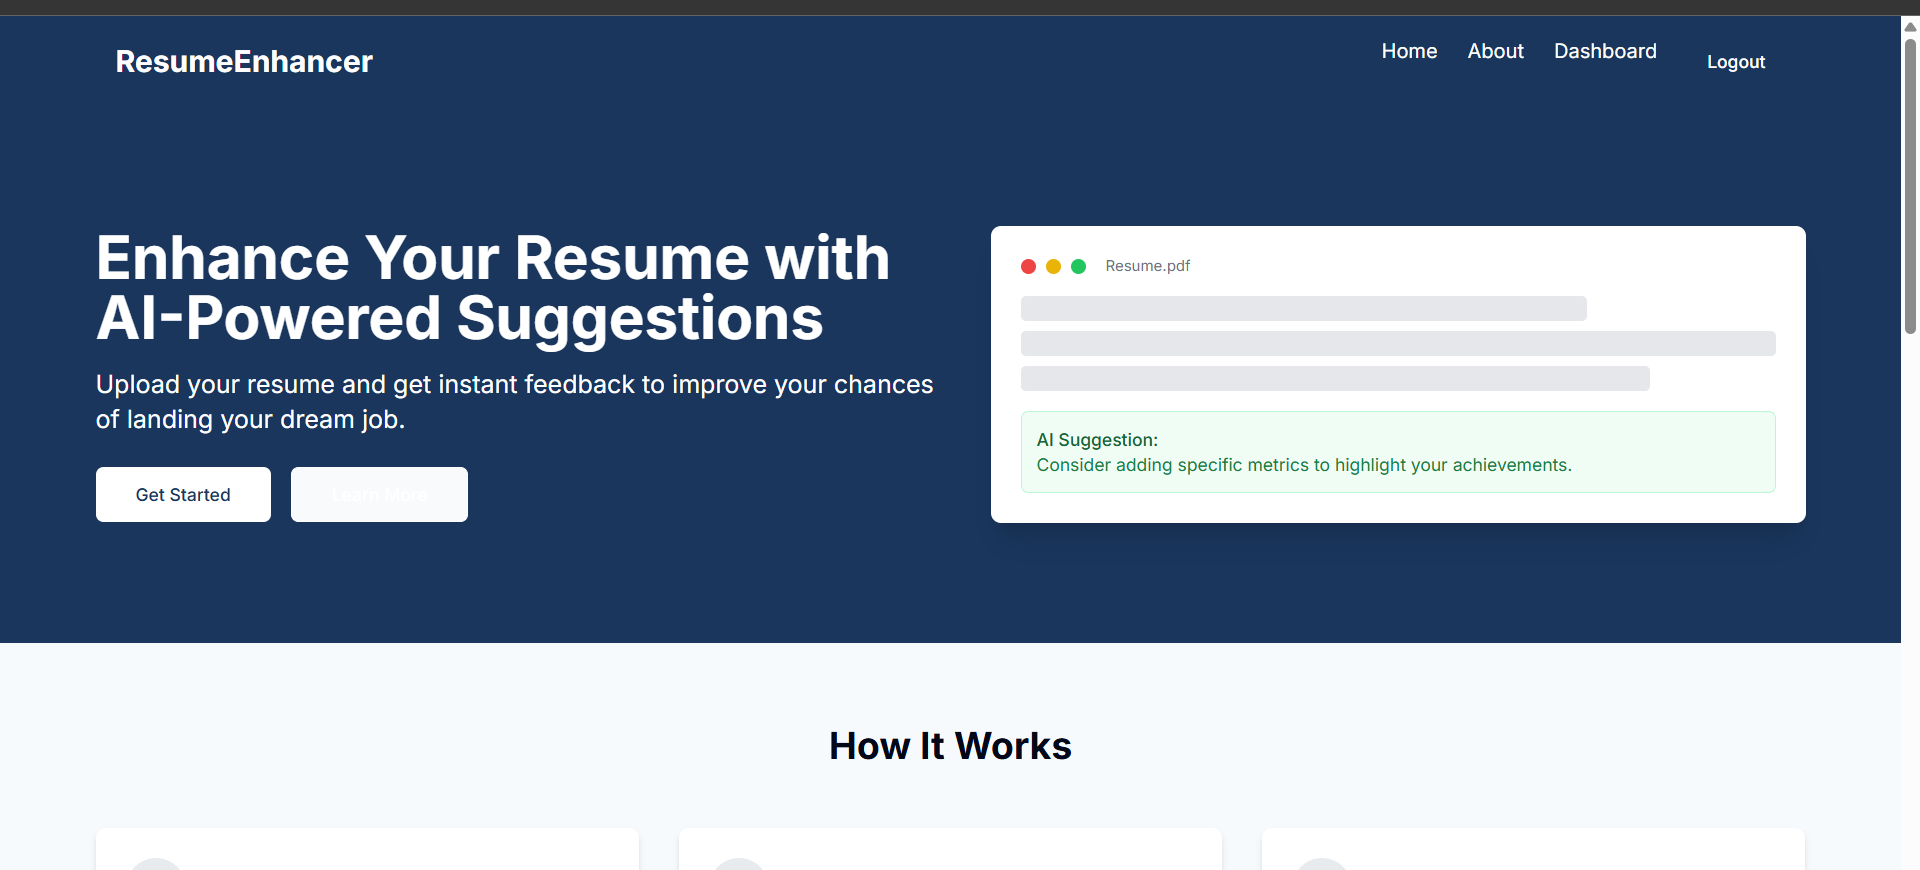 ResumeEnhancer
Home
About
Dashboard
Logout
Enhance Your Resume with
AI-Powered Suggestions
Upload your resume and get instant feedback to improve your chances
of landing your dream job.
Get Started
Learn More
Resume.pdf
AI Suggestion:
Consider adding specific metrics to highlight your achievements.
How It Works